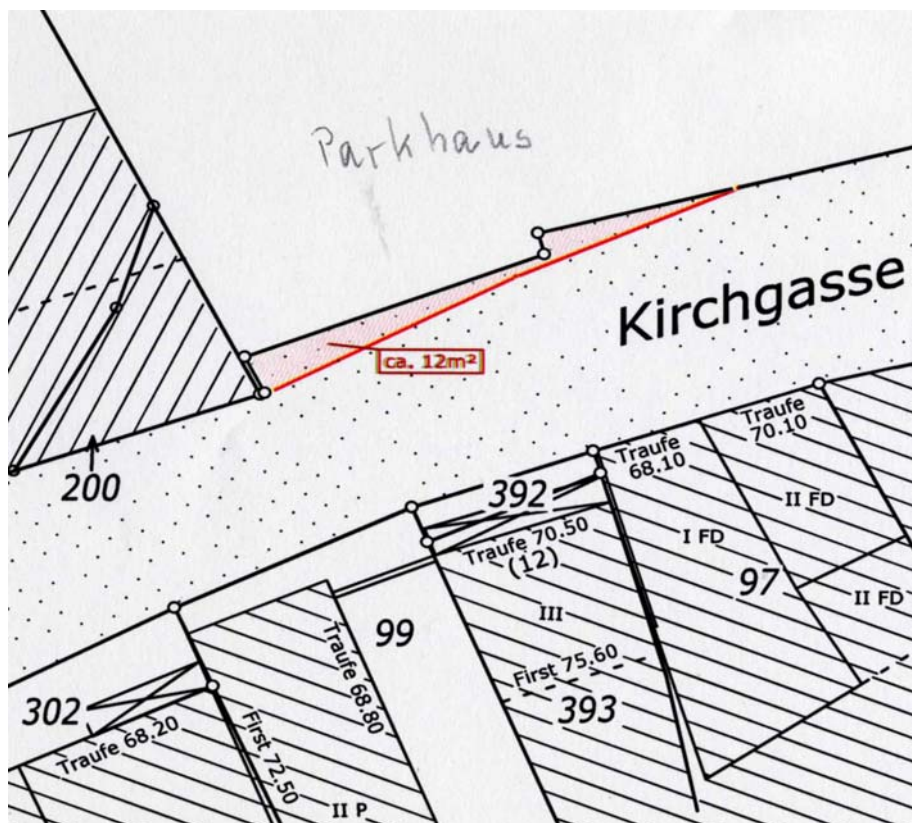 Parkhaus
Kirchgasse
ca. 12m²
200
Traufe
68.10
Traufe
70.10
392
II FD
Traufe 70.50
(12)
I FD
97
II FD
99
III
Traufe 68.80
First 75.60
393
302
Traufe 68.20
First 72.50
II P